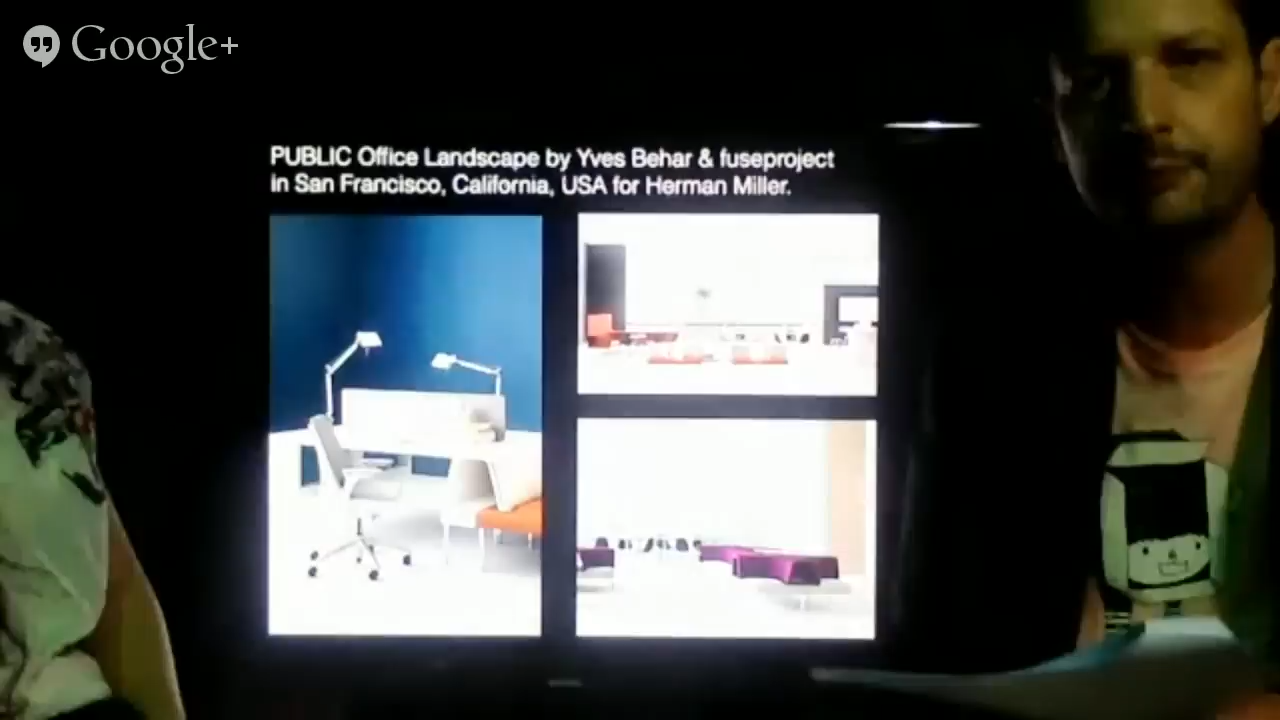 Google+
PUBLIC Office Landscape by Yves Behar & fuseproject
in San Francisco, California, USA for Herman Miller.